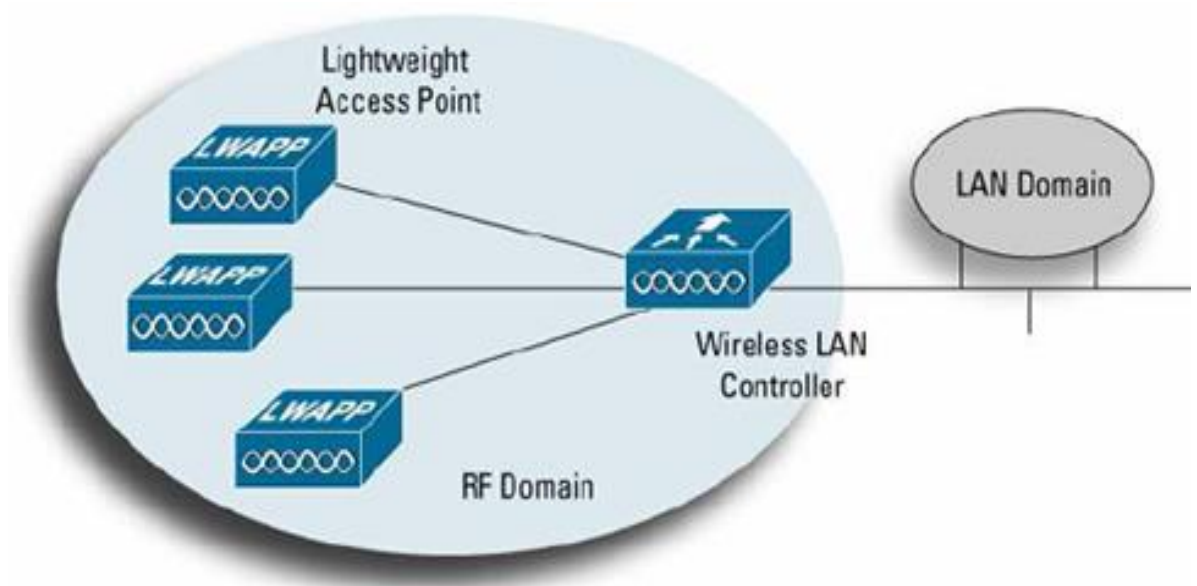 Lightweight
Access Point
LWAPP
LWAPP
LWAPP
LAN Domain
Wireless LAN
Controller
RF Domain